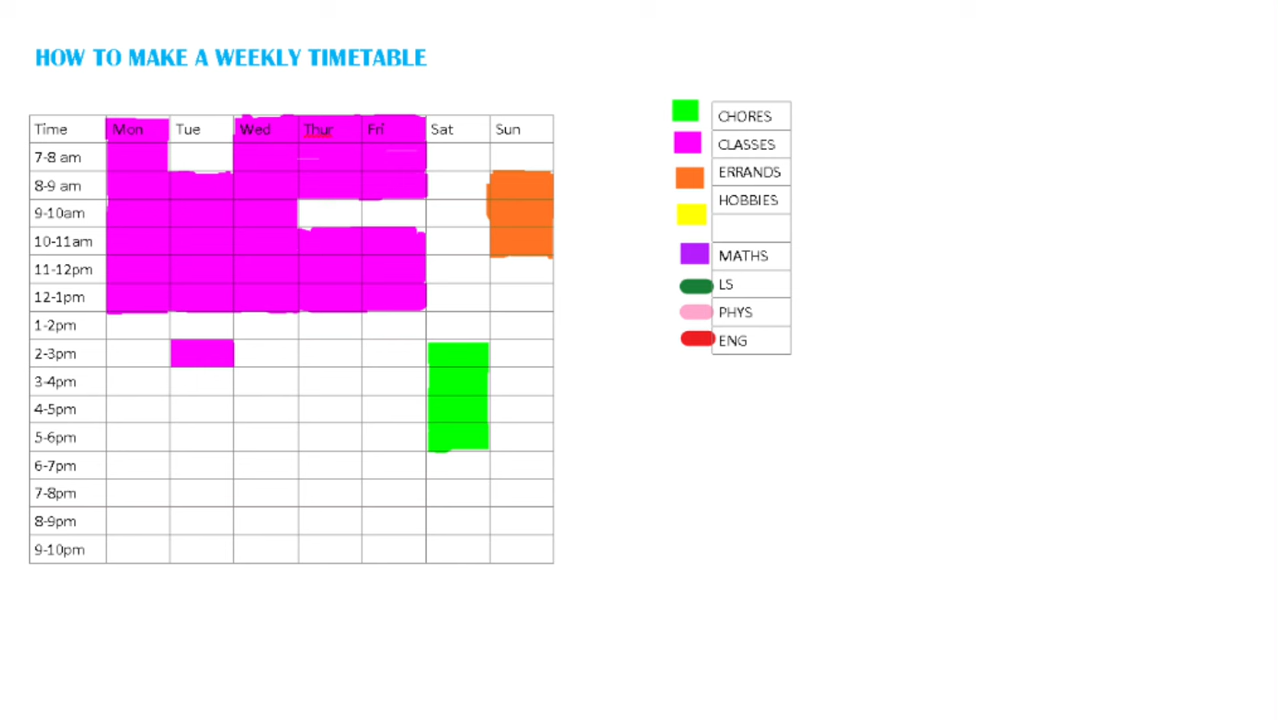 HOW TO MAKE A WEEKLY TIMETABLE
Time Mon Tue Wed Thur Fri Sat Sun
7-8 am
8-9 am
9-10am
10-11am
11-12pm
12-1pm
1-2pm
2-3pm
3-4pm
4-5pm
5-6pm
6-7pm
7-8pm
8-9pm
9-10pm
CHORES
CLASSES
ERRANDS
HOBBIES
MATHS
LS
PHYS
ENG